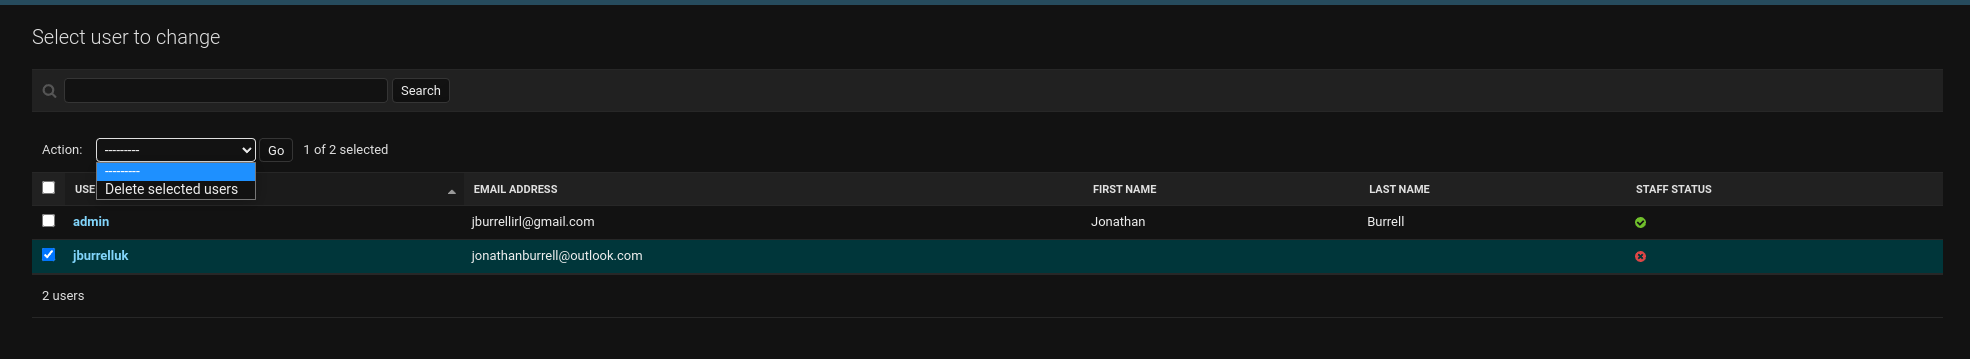 Select user to change
Search
Action: --------- Go 1 of 2 selected
---------
Delete selected users
EMAIL ADDRESS FIRST NAME LAST NAME STAFF STATUS
admin jburrellirl@gmail.com Jonathan Burrell
jburrelluk jonathanburrell@outlook.com
2 users